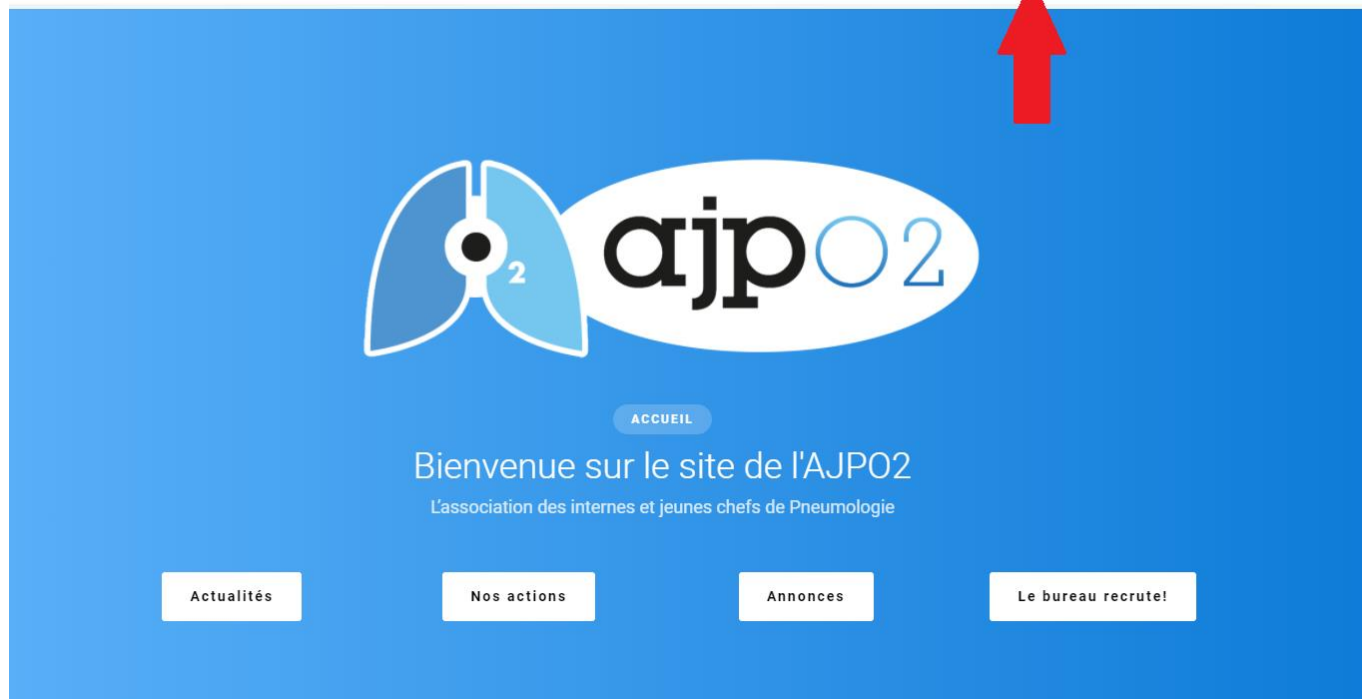 2
ajpO2
ACCUEIL
Bienvenue sur le site de l'AJPO2
L'association des internes et jeunes chefs de Pneumologie
Actualités
Nos actions
Annonces
Le bureau recrute!